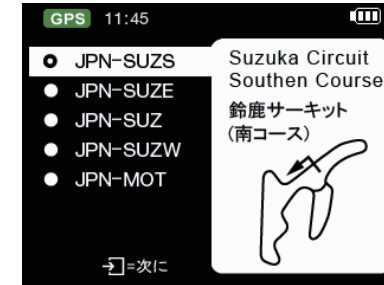 GPS 11:45
JPN-SUZS
JPN-SUZE
JPN-SUZ
JPN-SUZW
JPN-MOT
=次に
Suzuka Circuit
Southen Course
鈴鹿サーキット
(南コース)